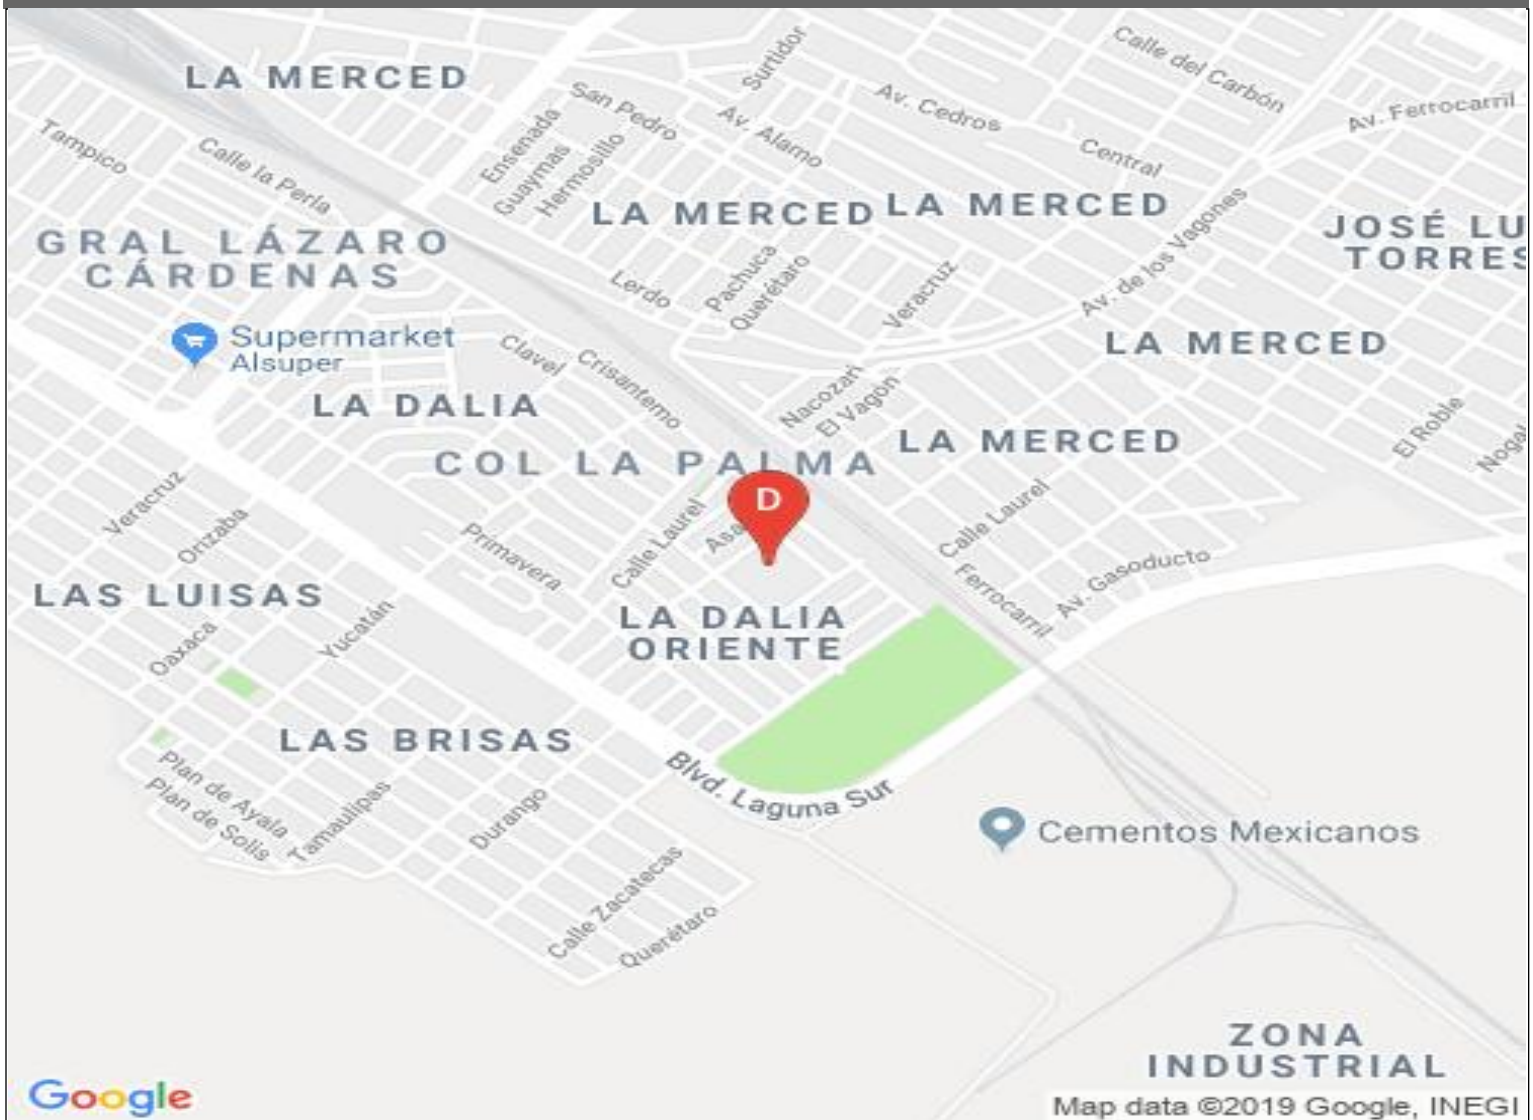 Surtidor
Calle del Carbón
LA MERCED
San Pedro
Av. Cedros
Av. Ferrocarril
Ensenada
Av. Alamo
Tampico
Calle la Perla
Guaymas
Hermosillo
Central
LA MERCED
LA MERCED
JOSÉ LU
TORRES
GRAL LÁZARO
CÁRDENAS
Av. de los Vagones
Lerdo
Pachuca
Querétaro
Veracruz
Supermarket
Alsuper
Clavel
Crisantemo
LA MERCED
LA DALIA
Nacozari
El Vagón
El Roble
Nogal
LA MERCED
COL LA PALMA
D
Veracruz
Orizaba
Primavera
Calle Laurel
Asa
Calle Laurel
Av. Gasoducto
Ferrocarril
LAS LUISAS
LA DALIA
ORIENTE
Oaxaca
Yucatán
LAS BRISAS
Plan de Ayala
Plan de Solis
Tamaulipas
Durango
Blvd. Laguna Sur
Cementos Mexicanos
Calle Zacatecas
Querétaro
ZONA
INDUSTRIAL
Google
Map data ©2019 Google, INEGI